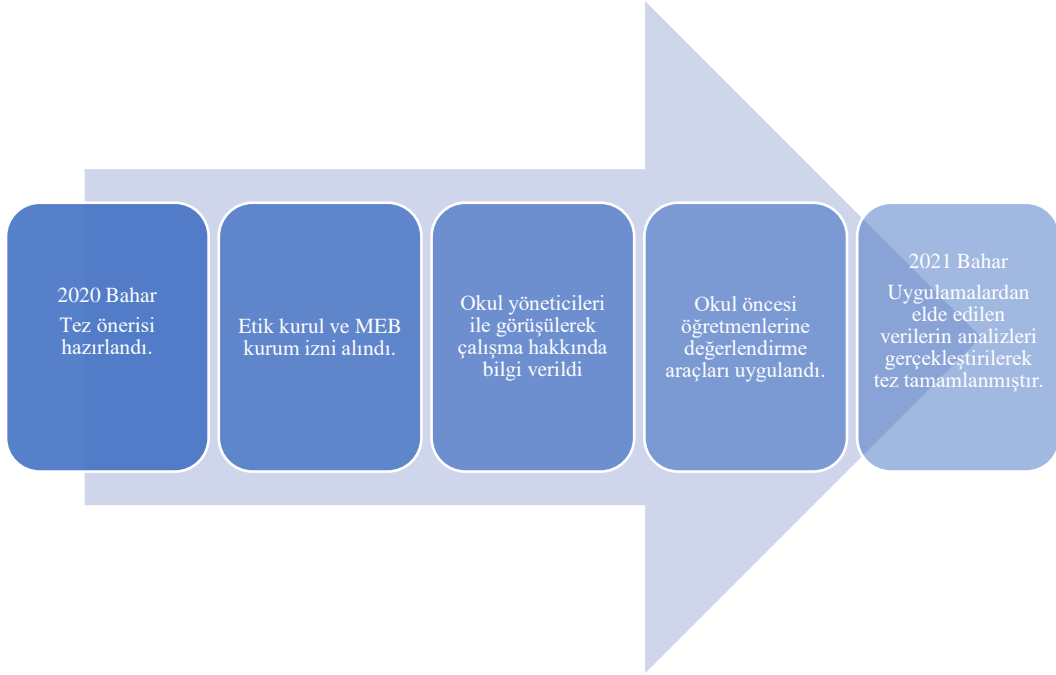 2020 Bahar
Tez önerisi
hazırlandı.
Etik kurul ve MEB
kurum izni alındı.
Okul yöneticileri
ile görüşülerek
çalışma hakkında
bilgi verildi
Okul öncesi
öğretmenlerine
değerlendirme
araçları uygulandı.
2021 Bahar
Uygulamalardan
elde edilen
verilerin analizleri
gerçekleştirilerek
tez tamamlanmıştır.